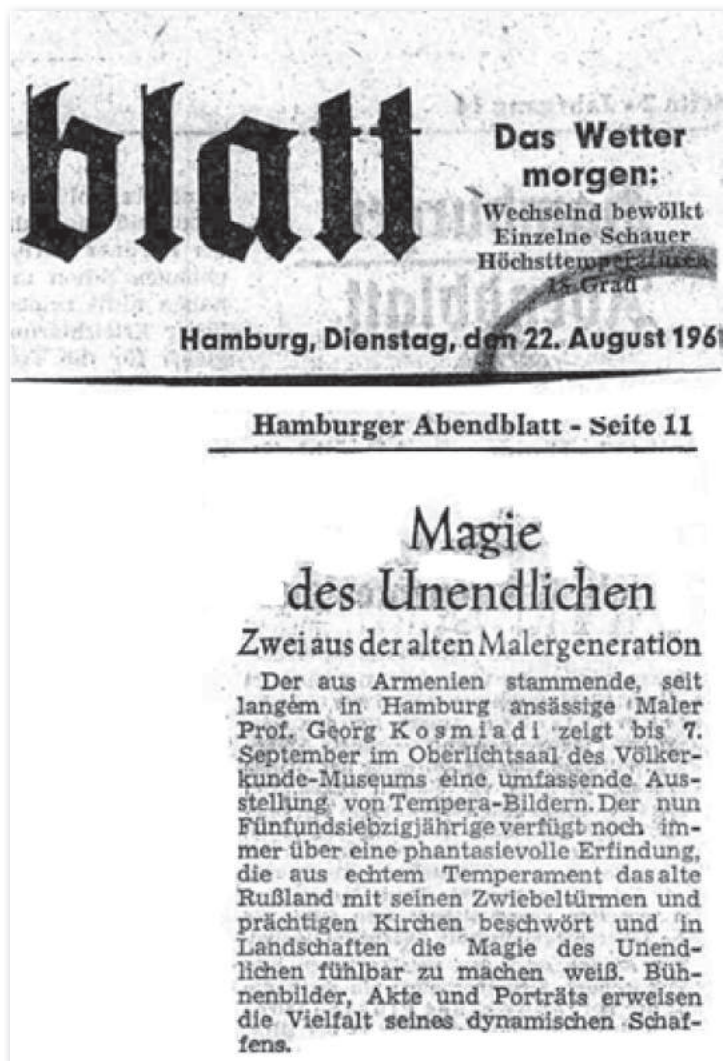 blatt
Das Wetter
morgen:
Wechselnd bewölkt
Einzelne Schauer
Höchsttemperaturen
18 Grad
Hamburg, Dienstag, den 22. August 1961
Hamburger Abendblatt - Seite 11
Magie
des Unendlichen
Zwei aus der alten Malergeneration
Der aus Armenien stammende, seit
langem in Hamburg ansässige Maler
Prof. Georg Kosmiadi zeigt bis 7.
September im Oberlichtsaal des Völker-
kunde-Museums eine umfassende Aus-
stellung von Tempera-Bildern. Der nun
Fünfundsiebzigjährige verfügt noch im-
mer über eine phantasievolle Erfindung,
die aus echtem Temperament das alte
Rußland mit seinen Zwiebeltürmen und
prächtigen Kirchen beschwört und in
Landschaften die Magie des Unend-
lichen fühlbar zu machen weiß. Büh-
nenbilder, Akte und Porträts erweisen
die Vielfalt seines dynamischen Schaf-
fens.